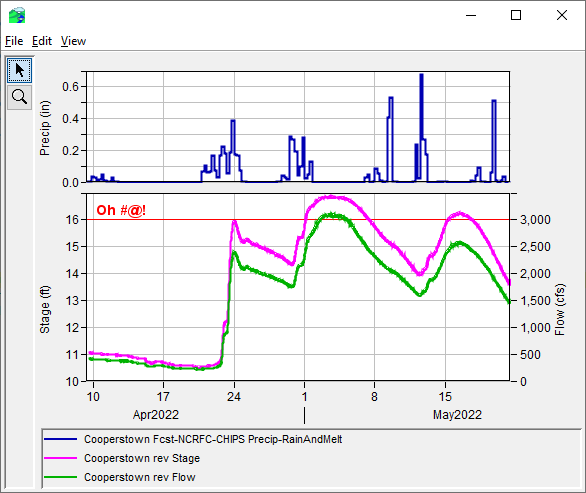 File Edit View
Precip (in)
0.6
0.4
0.2
0.0
Oh #@!
Stage (ft)
16
15
14
13
12
11
10
3,000
2,500
2,000
1,500
1,000
500
0
Flow (cfs)
10 17 24 1 8 15
Apr2022 May2022
Cooperstown Fcst-NCRFC-CHIPS Precip-RainAndMelt
Cooperstown rev Stage
Cooperstown rev Flow